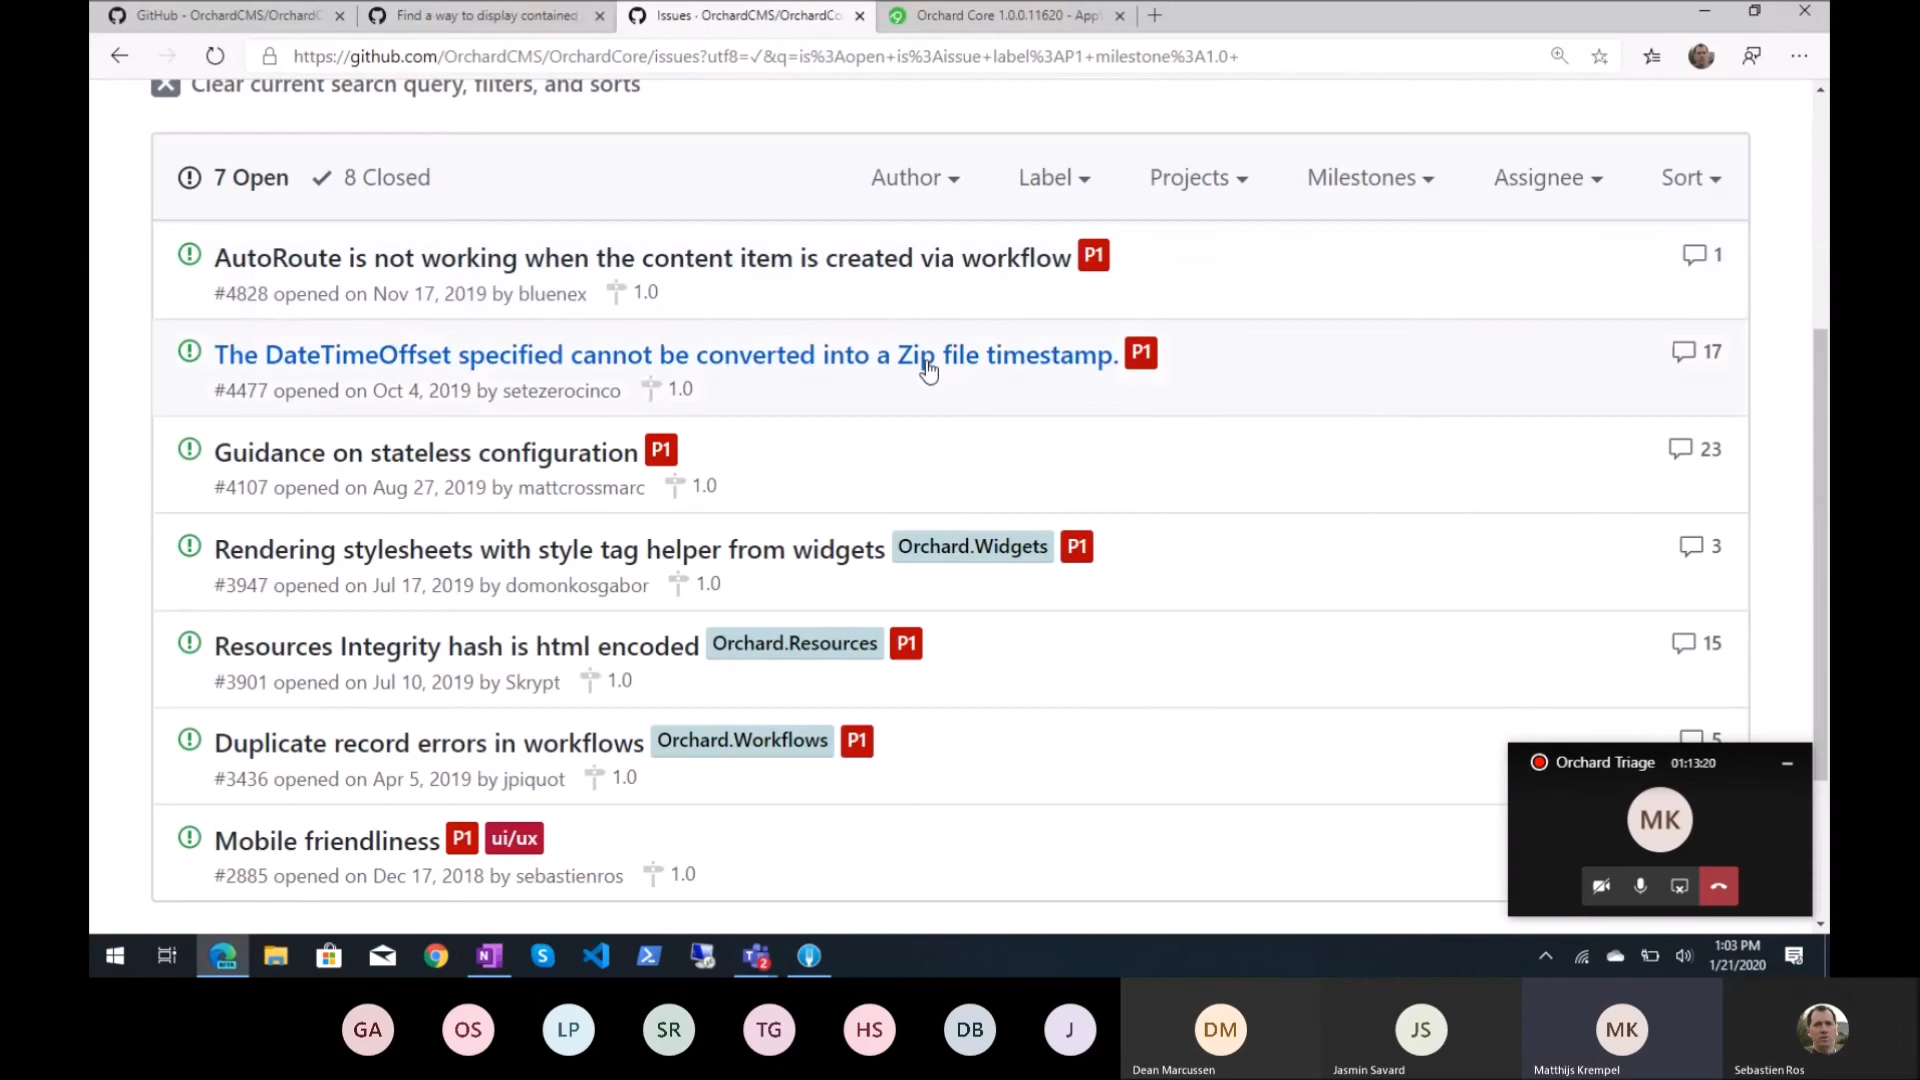 GitHub - OrchardCMS/OrchardC
Find a way to display contained
Issues · OrchardCMS/OrchardCo
Orchard Core 1.0.0.11620 - App
https://github.com/OrchardCMS/OrchardCore/issues?utf8=✓&q=is%3Aopen+is%3Aissue+label%3AP1+milestone%3A1.0+
Clear current search query, filters, and sorts
7 Open 8 Closed
Author Label Projects Milestones Assignee Sort
AutoRoute is not working when the content item is created via workflow P1 1
#4828 opened on Nov 17, 2019 by bluenex 1.0
The DateTimeOffset specified cannot be converted into a Zip file timestamp. P1 17
#4477 opened on Oct 4, 2019 by setezerocinco 1.0
Guidance on stateless configuration P1 23
#4107 opened on Aug 27, 2019 by mattcrossmarc 1.0
Rendering stylesheets with style tag helper from widgets Orchard.Widgets P1 3
#3947 opened on Jul 17, 2019 by domonkosgabor 1.0
Resources Integrity hash is html encoded Orchard.Resources P1 15
#3901 opened on Jul 10, 2019 by Skrypt 1.0
Duplicate record errors in workflows Orchard.Workflows P1 5
#3436 opened on Apr 5, 2019 by jpiquot 1.0
Mobile friendliness P1 ui/ux
#2885 opened on Dec 17, 2018 by sebastienros 1.0
Orchard Triage 01:13:20
MK
1:03 PM
1/21/2020
GA OS LP SR TG HS DB J DM JS MK
Dean Marcussen Jasmin Savard Matthijs Krempel Sebastien Ros